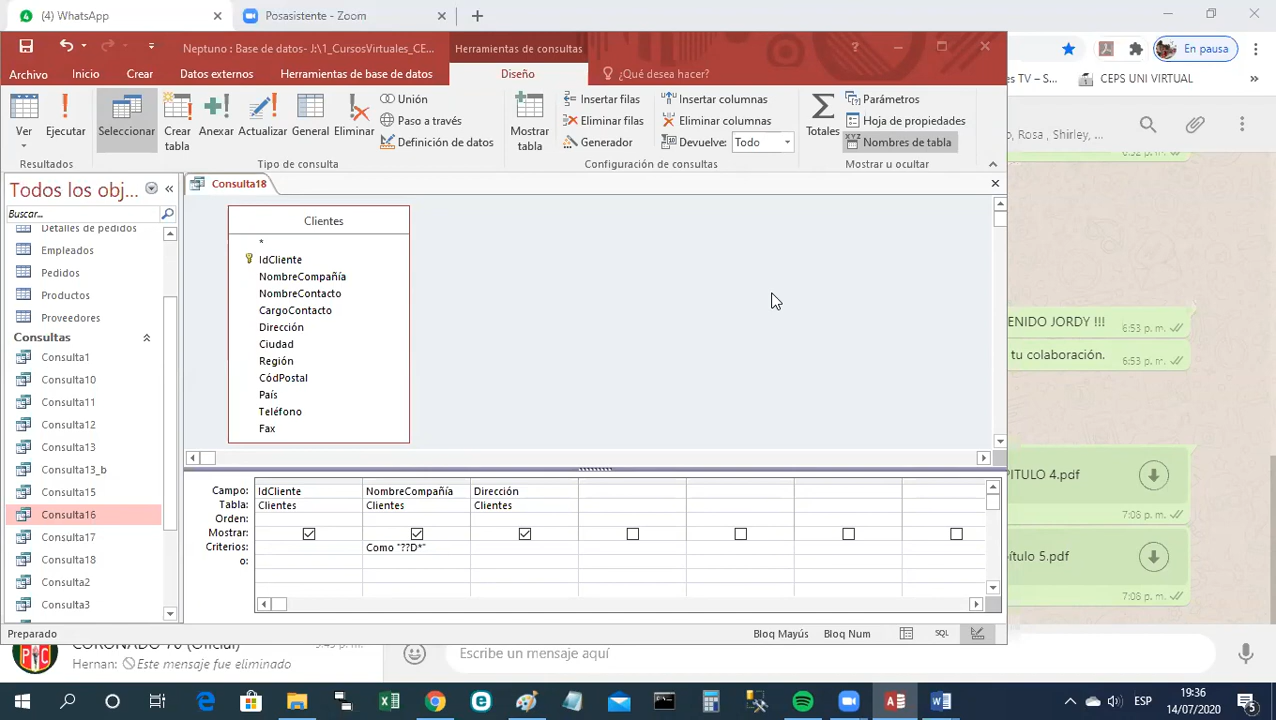 (4) WhatsApp
Posasistente - Zoom
Neptuno : Base de datos- J:\1_CursosVirtuales_CE...
Herramientas de consultas
En pausa
Archivo Inicio Crear Datos externos Herramientas de base de datos Diseño ¿Qué desea hacer?
es TV – S...
CEPS UNI VIRTUAL
Ver
Ejecutar
Seleccionar
Crear tabla
Anexar
Actualizar
General
Eliminar
Unión
Paso a través
Definición de datos
Mostrar tabla
Insertar filas
Eliminar filas
Generador
Insertar columnas
Eliminar columnas
Devuelve: Todo
Totales
Parámetros
Hoja de propiedades
Nombres de tabla
Resultados
Tipo de consulta
Configuración de consultas
Mostrar u ocultar
, Rosa , Shirley, ...
Todos los obj...
Buscar...
Detalles de pedidos
Empleados
Pedidos
Productos
Proveedores
Consultas
Consulta1
Consulta10
Consulta11
Consulta12
Consulta13
Consulta13_b
Consulta15
Consulta16
Consulta17
Consulta18
Consulta2
Consulta3
Consulta18
Clientes
*
IdCliente
NombreCompañía
NombreContacto
CargoContacto
Dirección
Ciudad
Región
CódPostal
País
Teléfono
Fax
Campo: IdCliente NombreCompañía Dirección
Tabla: Clientes Clientes Clientes
Orden:
Mostrar:
Criterios: Como "??D*"
o:
Preparado
Bloq Mayús Bloq Num SQL
ENIDO JORDY !!!
6:53 p. m.
tu colaboración.
6:53 p. m.
PITULO 4.pdf
7:08 p. m.
ítulo 5.pdf
7:08 p. m.
Hernan: Este mensaje fue eliminado
Escribe un mensaje aquí
ESP
19:36
14/07/2020
5